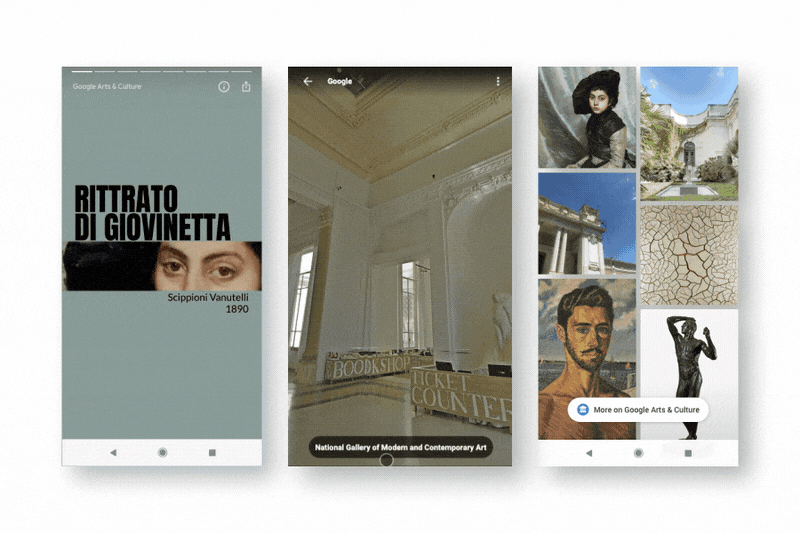 Google Arts & Culture
RITTRATO
DI GIOVINETTA
Scippioni Vanutelli
1890
Google
BOODKSHOP
TICKET
COUNTER
National Gallery of Modern and Contemporary Art
More on Google Arts & Culture